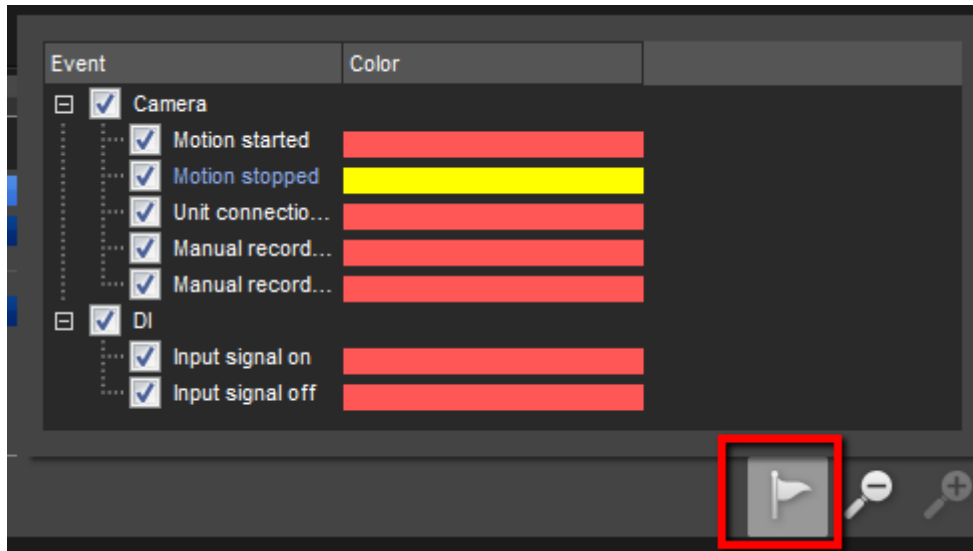 Event Color
Camera
Motion started
Motion stopped
Unit connectio...
Manual record...
Manual record...
DI
Input signal on
Input signal off